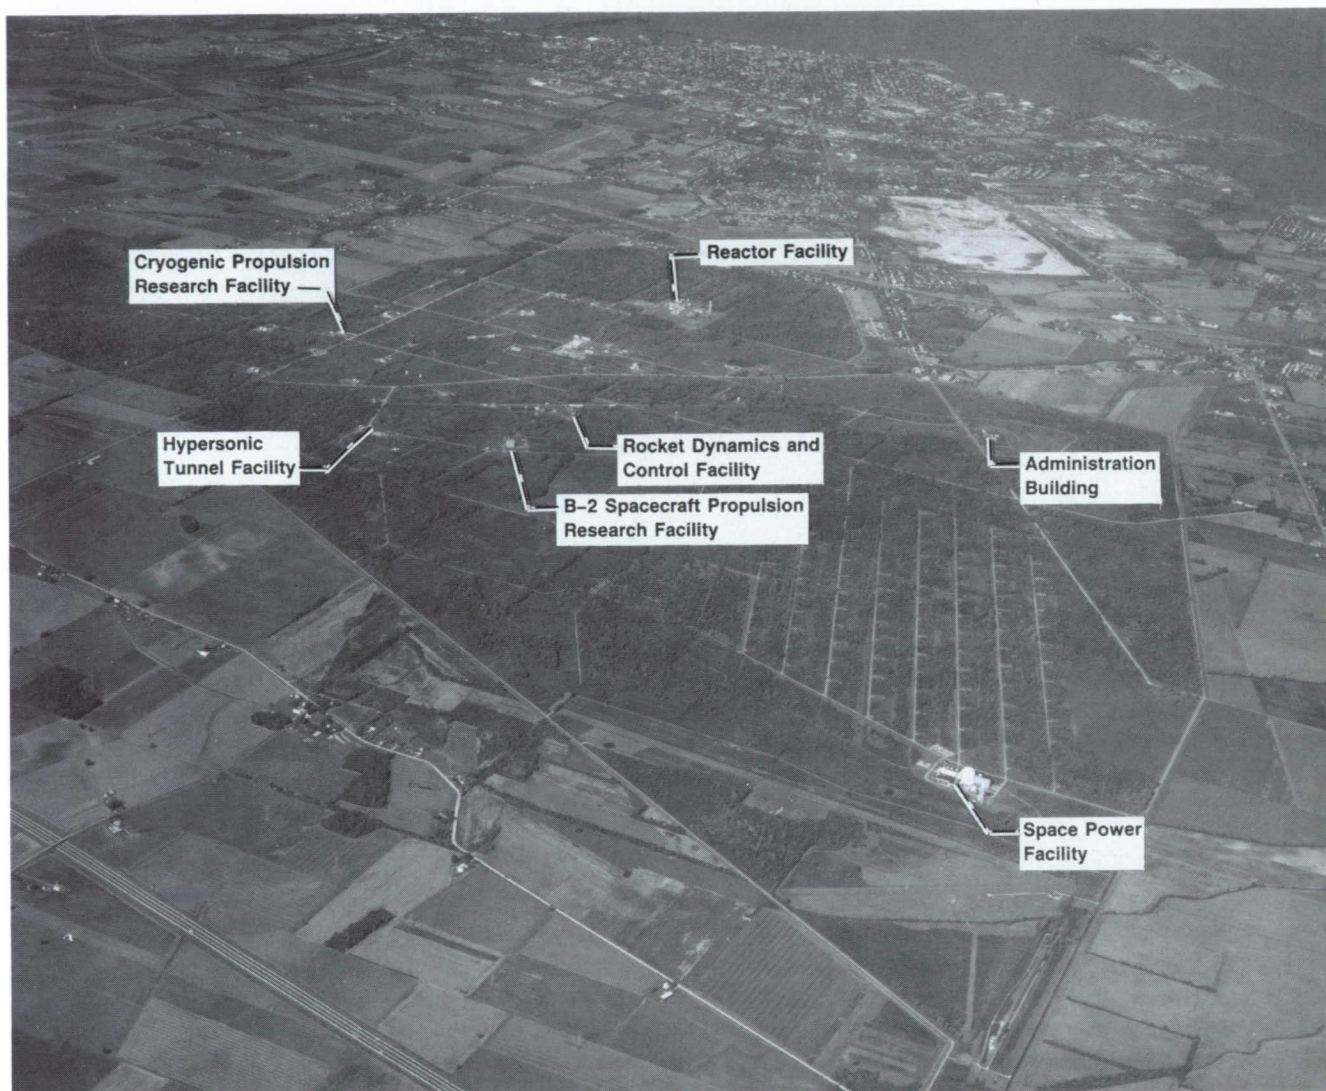 Cryogenic Propulsion
Research Facility
Reactor Facility
Hypersonic
Tunnel Facility
Rocket Dynamics and
Control Facility
Administration
Building
B–2 Spacecraft Propulsion
Research Facility
Space Power
Facility